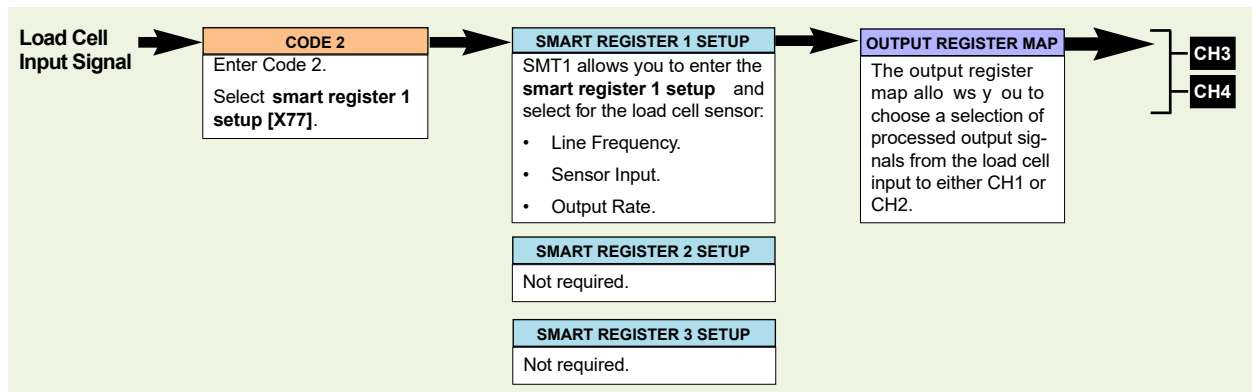 Load Cell
Input Signal
CODE 2
Enter Code 2.
Select smart register 1
setup [X77].
SMART REGISTER 1 SETUP
SMT1 allows you to enter the
smart register 1 setup and
select for the load cell sensor:
• Line Frequency.
• Sensor Input.
• Output Rate.
SMART REGISTER 2 SETUP
Not required.
SMART REGISTER 3 SETUP
Not required.
OUTPUT REGISTER MAP
The output register
map allo ws y ou to
choose a selection of
processed output sig-
nals from the load cell
input to either CH1 or
CH2.
CH3
CH4